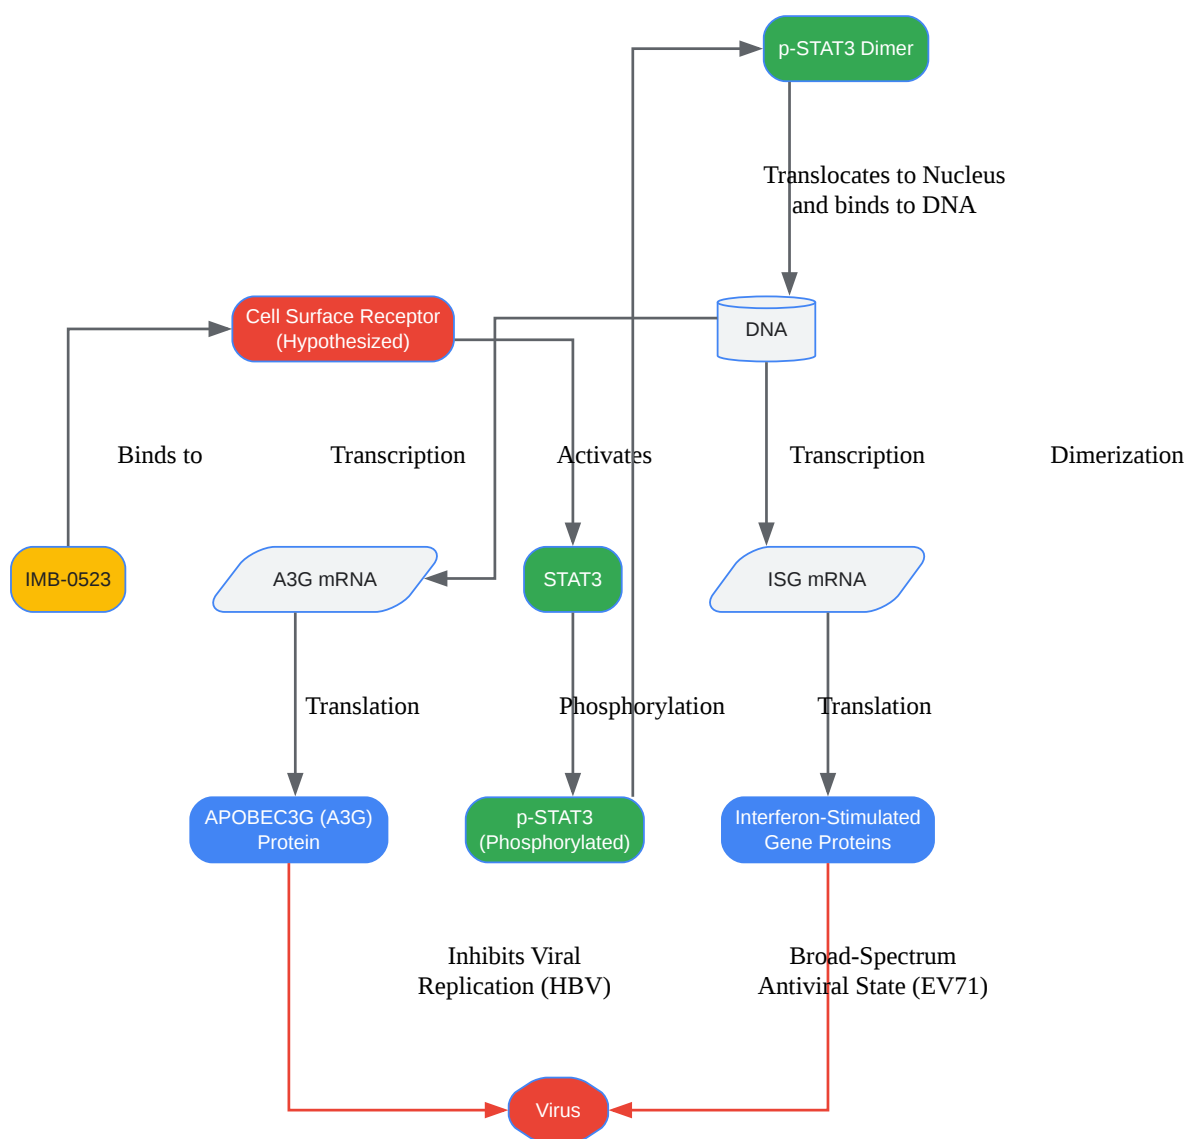 p-STAT3 Dimer
Translocates to Nucleus
and binds to DNA
Cell Surface Receptor
(Hypothesized)
DNA
Binds to
Transcription
Activates
Transcription
Dimerization
IMB-0523
A3G mRNA
STAT3
ISG mRNA
Translation
Phosphorylation
Translation
APOBEC3G (A3G)
Protein
p-STAT3
(Phosphorylated)
Interferon-Stimulated
Gene Proteins
Inhibits Viral
Replication (HBV)
Broad-Spectrum
Antiviral State (EV71)
Virus